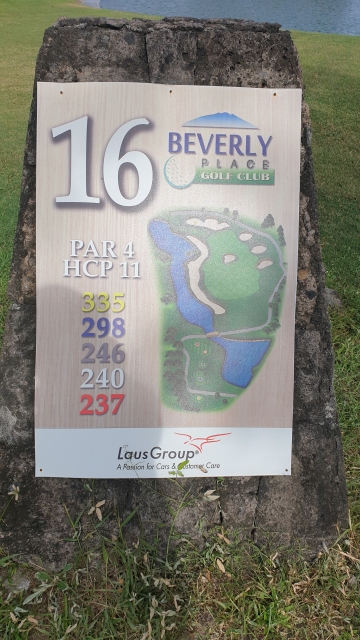 16
BEVERLY
PLACE
GOLF CLUB
PAR 4
HCP 11
335
298
246
240
237
LausGroup
A Passion for Cars & Customer Care